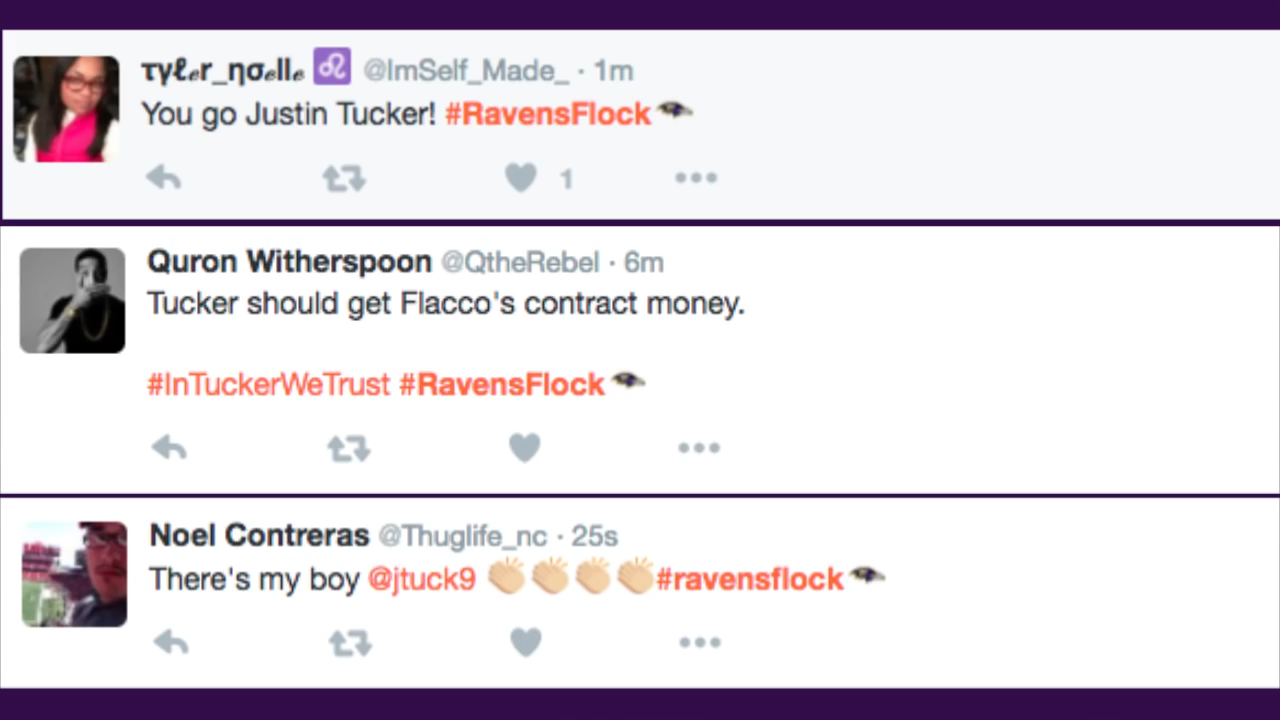 τγℓℯr_ησℯllℯ ♌ @ImSelf_Made_ · 1m
You go Justin Tucker! #RavensFlock
1
Quron Witherspoon @QtheRebel · 6m
Tucker should get Flacco's contract money.
#InTuckerWeTrust #RavensFlock
Noel Contreras @Thuglife_nc · 25s
There's my boy @jtuck9 👏🏼👏🏼👏🏼👏🏼#ravensflock